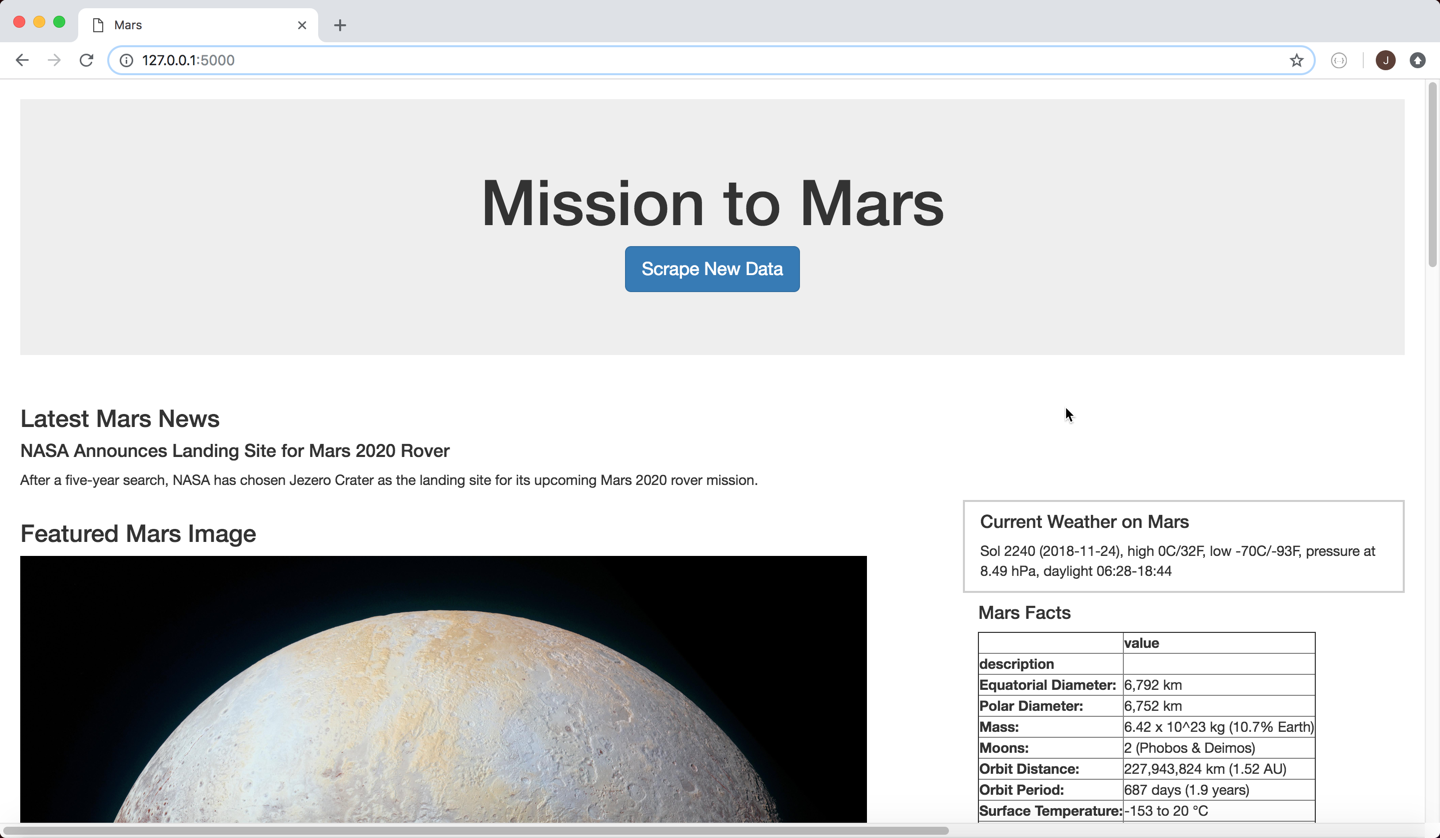 Mars
127.0.0.1:5000
J
Mission to Mars
Scrape New Data
Latest Mars News
NASA Announces Landing Site for Mars 2020 Rover
After a five-year search, NASA has chosen Jezero Crater as the landing site for its upcoming Mars 2020 rover mission.
Featured Mars Image
Current Weather on Mars
Sol 2240 (2018-11-24), high 0C/32F, low -70C/-93F, pressure at
8.49 hPa, daylight 06:28-18:44
Mars Facts
value
description
Equatorial Diameter: 6,792 km
Polar Diameter: 6,752 km
Mass: 6.42 x 10^23 kg (10.7% Earth)
Moons: 2 (Phobos & Deimos)
Orbit Distance: 227,943,824 km (1.52 AU)
Orbit Period: 687 days (1.9 years)
Surface Temperature: -153 to 20 °C